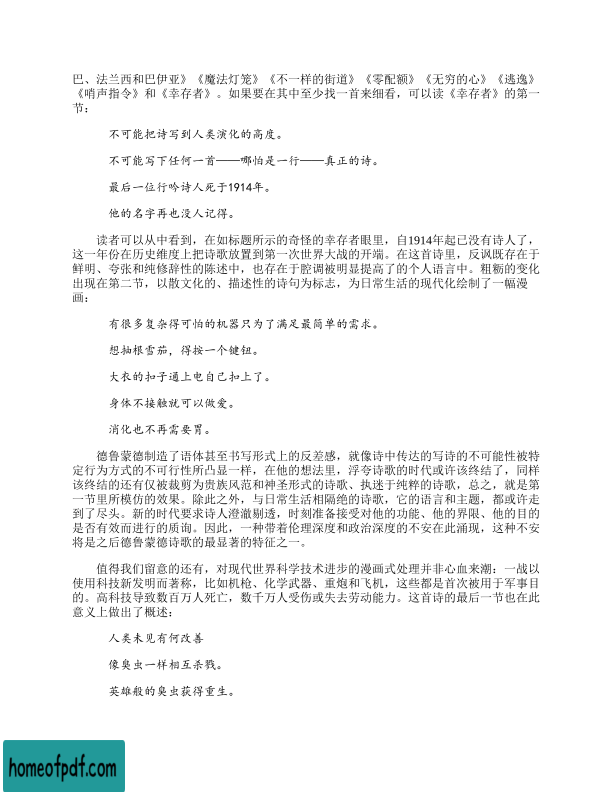 巴、法兰西和巴伊亚》《魔法灯笼》《不一样的街道》《零配额》《无穷的心》《逃逸》
《哨声指令》和《幸存者》。如果要在其中至少找一首来细看，可以读《幸存者》的第一
节：
不可能把诗写到人类演化的高度。
不可能写下任何一首——哪怕是一行——真正的诗。
最后一位行吟诗人死于1914年。
他的名字再也没人记得。
读者可以从中看到，在如标题所示的奇怪的幸存者眼里，自1914年起已没有诗人了，
这一年份在历史维度上把诗歌放置到第一次世界大战的开端。在这首诗里，反讽既存在于
鲜明、夸张和纯修辞性的陈述中，也存在于腔调被明显提高了的个人语言中。粗粝的变化
出现在第二节，以散文化的、描述性的诗句为标志，为日常生活的现代化绘制了一幅漫
画：
有很多复杂得可怕的机器只为了满足最简单的需求。
想抽根雪茄，得按一个键钮。
大衣的扣子通上电自己扣上了。
身体不接触就可以做爱。
消化也不再需要胃。
德鲁蒙德制造了语体甚至书写形式上的反差感，就像诗中传达的写诗的不可能性被特
定行为方式的不可行性所凸显一样，在他的想法里，浮夸诗歌的时代或许该终结了，同样
该终结的还有仅被裁剪为贵族风范和神圣形式的诗歌、执迷于纯粹的诗歌，总之，就是第
一节里所模仿的效果。除此之外，与日常生活相隔绝的诗歌，它的语言和主题，都或许走
到了尽头。新的时代要求诗人澄澈剔透，时刻准备接受对他的功能、他的界限、他的目的
是否有效而进行的质询。因此，一种带着伦理深度和政治深度的不安在此涌现，这种不安
将是之后德鲁蒙德诗歌的最显著的特征之一。
值得我们留意的还有，对现代世界科学技术进步的漫画式处理并非心血来潮：一战以
使用科技新发明而著称，比如机枪、化学武器、重炮和飞机，这些都是首次被用于军事目
的。高科技导致数百万人死亡，数千万人受伤或失去劳动能力。这首诗的最后一节也在此
意义上做出了概述：
人类未见有何改善
像臭虫一样相互杀戮。
英雄般的臭虫获得重生。
homeofpdf.com